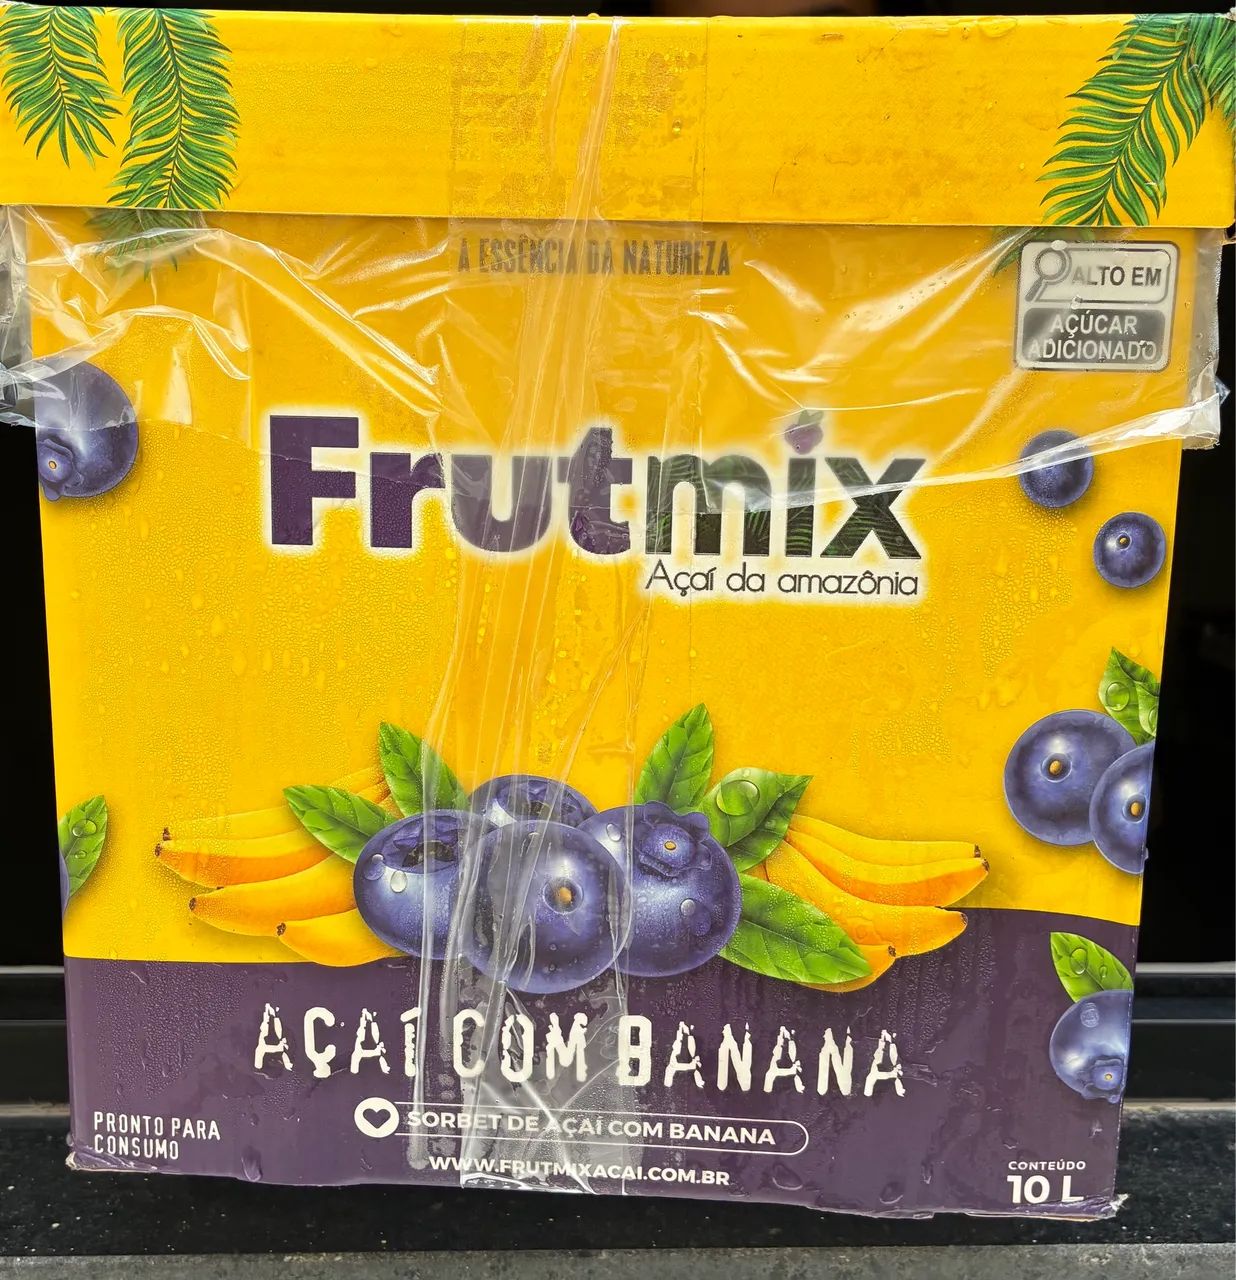 A ESSÊNCIA DA NATUREZA
ALTO EM
AÇÚCAR
ADICIONADO
Frutmix
Açaí da amazônia
AÇAÍ COM BANANA
SORBET DE AÇAÍ COM BANANA
PRONTO PARA
CONSUMO
WWW.FRUTMIXACAI.COM.BR
CONTEÚDO
10 L